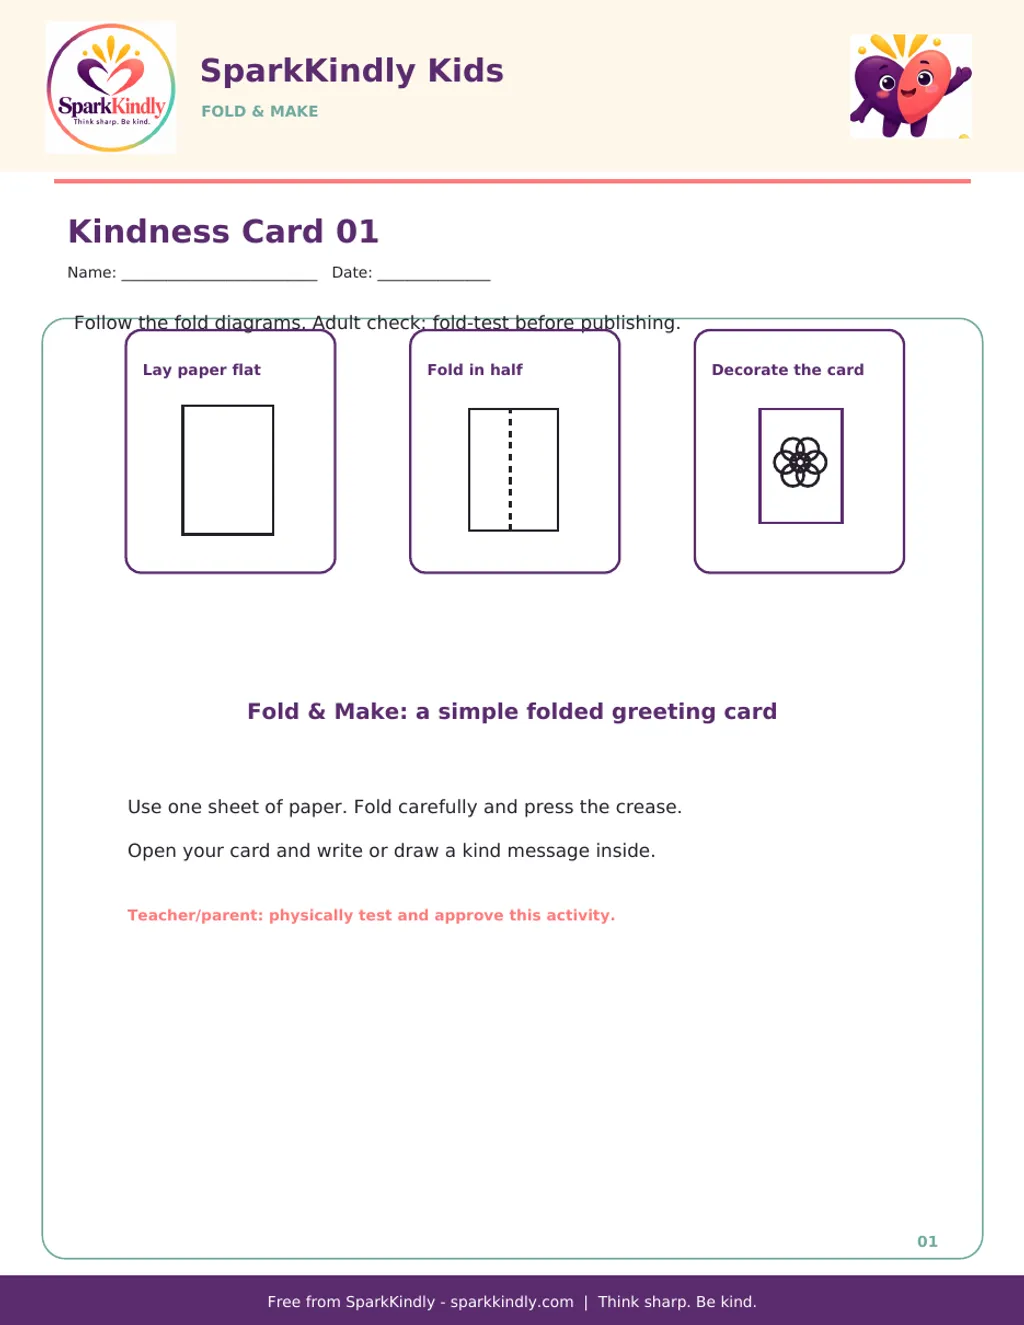 SparkKindly
Think sharp. Be kind.
SparkKindly Kids
FOLD & MAKE
Kindness Card 01
Name: _________________________ Date: ______________
Follow the fold diagrams. Adult check: fold-test before publishing.
Lay paper flat
Fold in half
Decorate the card
Fold & Make: a simple folded greeting card
Use one sheet of paper. Fold carefully and press the crease.
Open your card and write or draw a kind message inside.
Teacher/parent: physically test and approve this activity.
01
Free from SparkKindly - sparkkindly.com | Think sharp. Be kind.